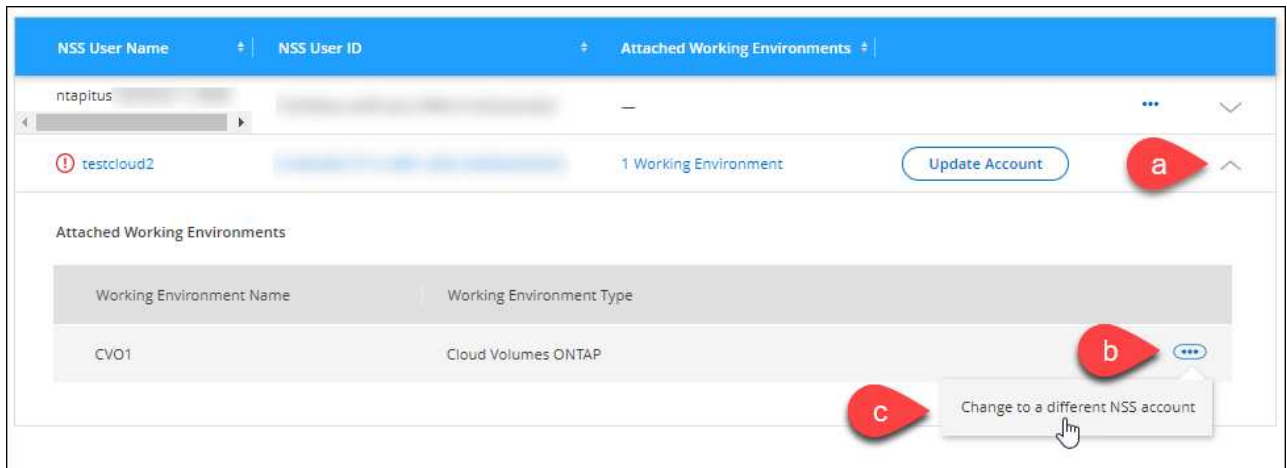 NSS User Name NSS User ID Attached Working Environments
ntapitus —
testcloud2 1 Working Environment Update Account a
Attached Working Environments
Working Environment Name Working Environment Type
CVO1 Cloud Volumes ONTAP b
c Change to a different NSS account